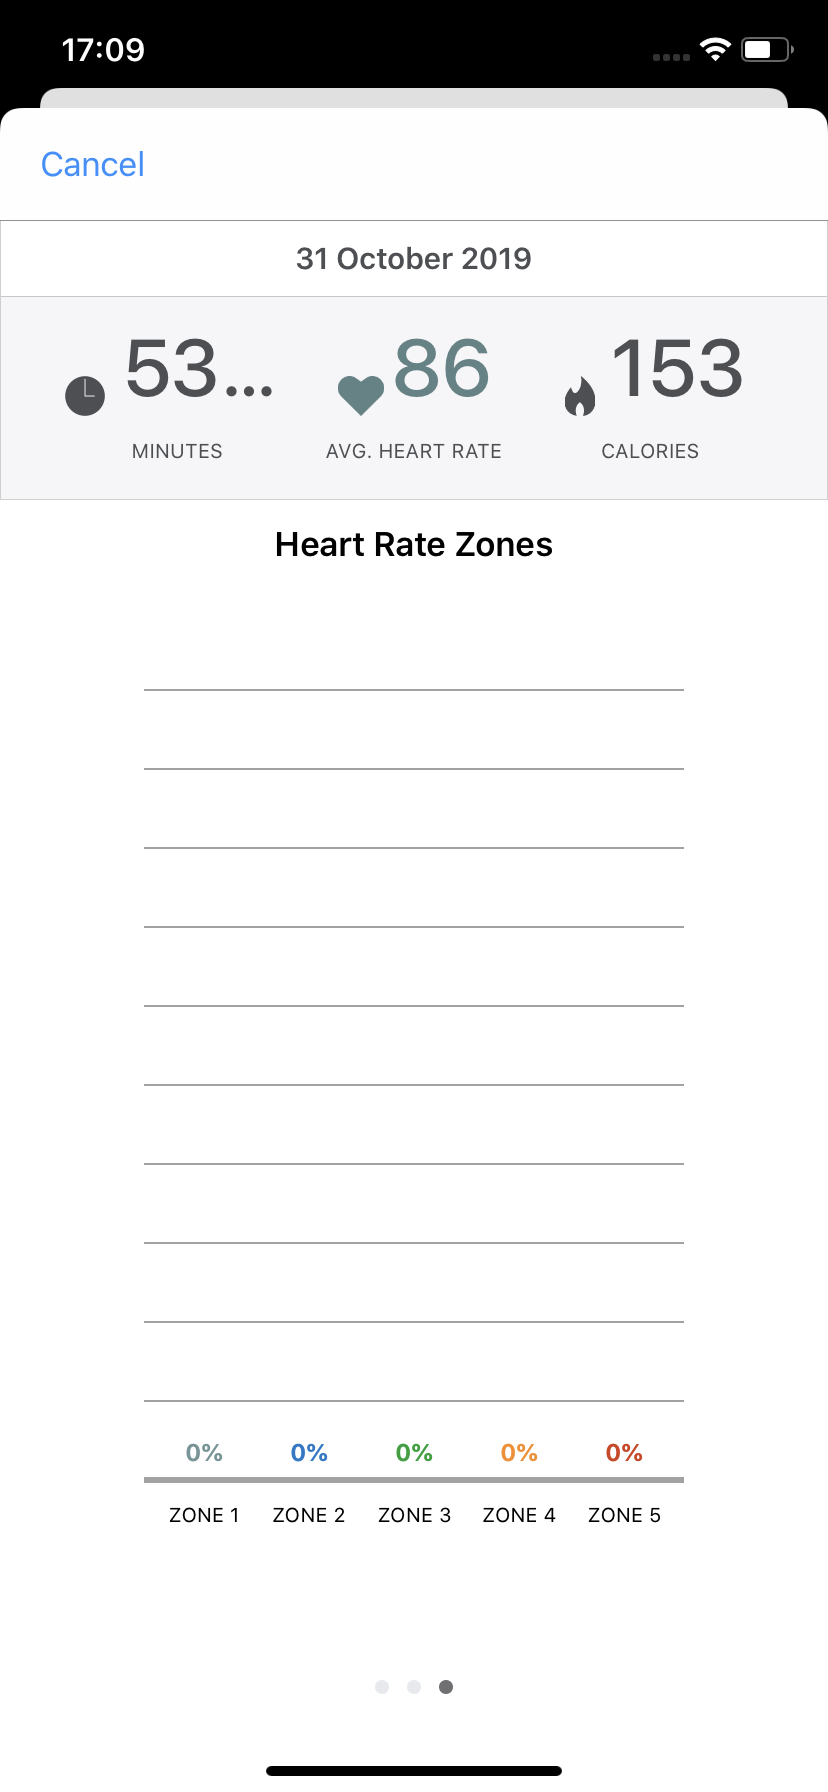 17:09
Cancel
31 October 2019
53...
86
153
MINUTES
AVG. HEART RATE
CALORIES
Heart Rate Zones
0% 0% 0% 0% 0%
ZONE 1 ZONE 2 ZONE 3 ZONE 4 ZONE 5